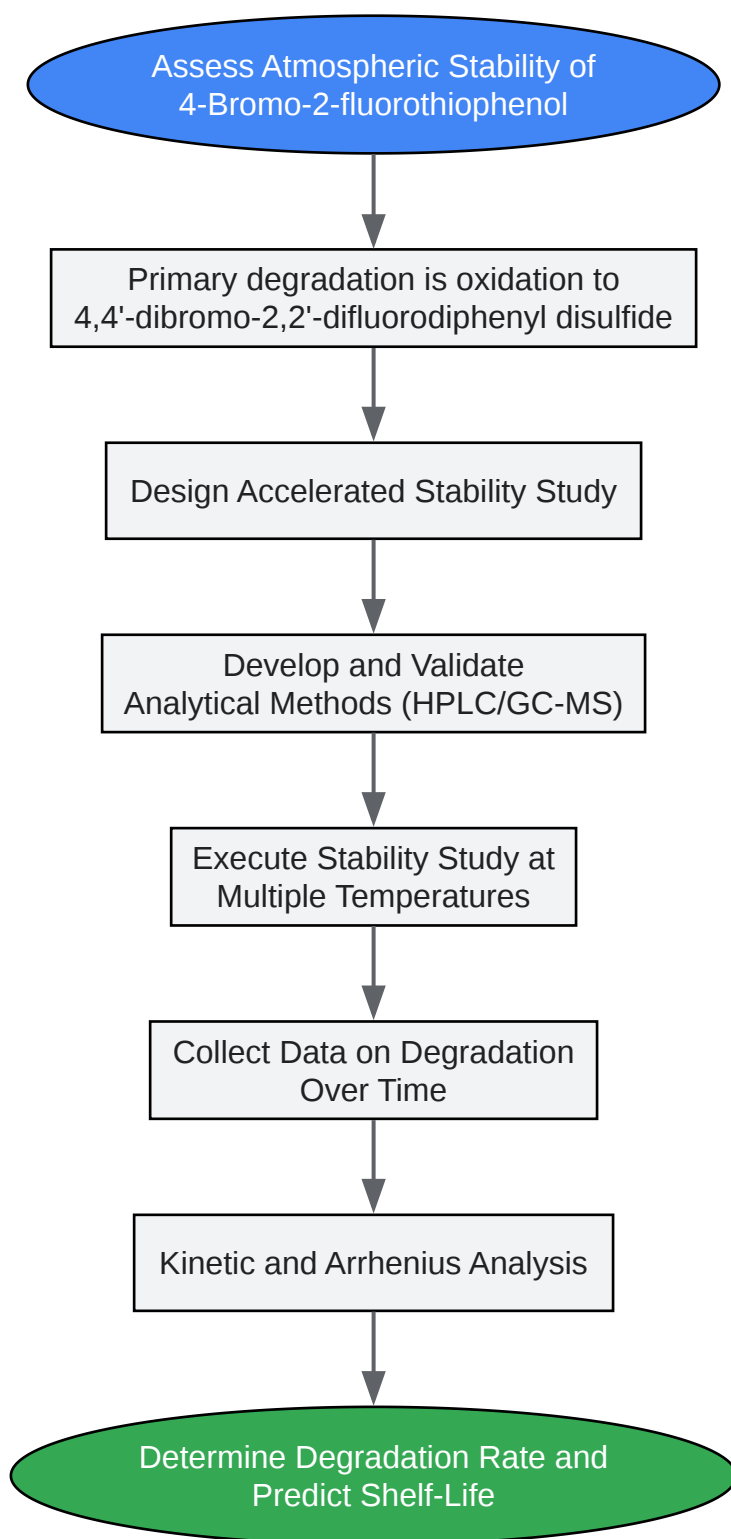 Assess Atmospheric Stability of
4-Bromo-2-fluorothiophenol
Primary degradation is oxidation to
4,4'-dibromo-2,2'-difluorodiphenyl disulfide
Design Accelerated Stability Study
Develop and Validate
Analytical Methods (HPLC/GC-MS)
Execute Stability Study at
Multiple Temperatures
Collect Data on Degradation
Over Time
Kinetic and Arrhenius Analysis
Determine Degradation Rate and
Predict Shelf-Life